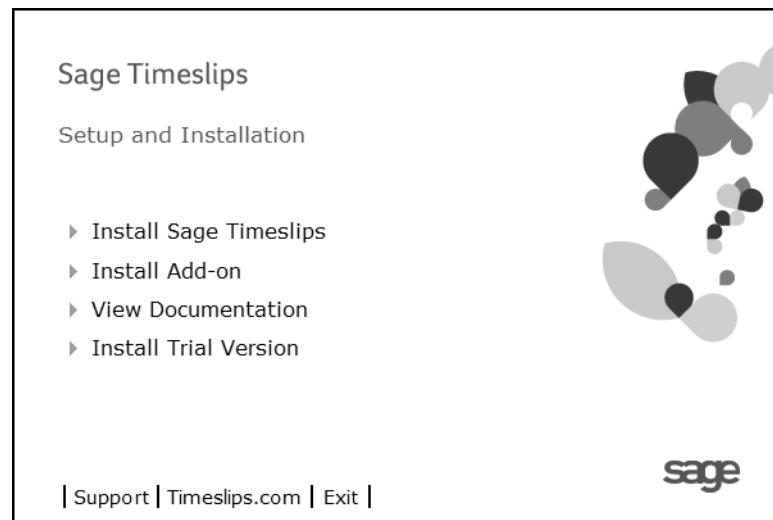 Sage Timeslips
Setup and Installation
Install Sage Timeslips
Install Add-on
View Documentation
Install Trial Version
sage
| Support | Timeslips.com | Exit |